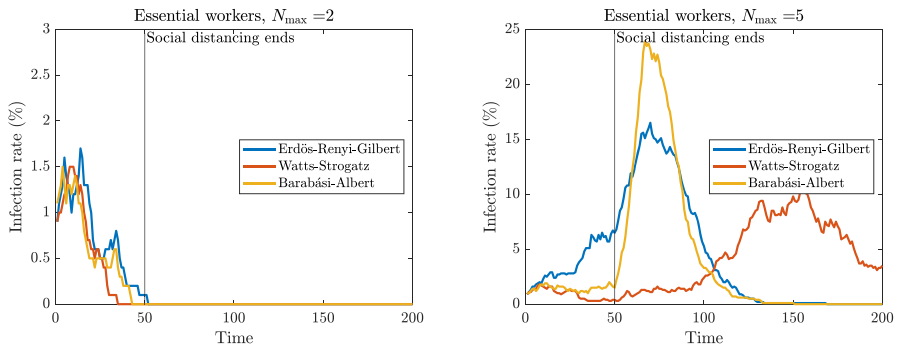 Essential workers, Nmax =2
Social distancing ends
3
2.5
2
1.5
1
0.5
0
Infection rate (%)
Erdös-Renyi-Gilbert
Watts-Strogatz
Barabási-Albert
0 50 100 150 200
Time
Essential workers, Nmax =5
Social distancing ends
25
20
15
10
5
0
Infection rate (%)
Erdös-Renyi-Gilbert
Watts-Strogatz
Barabási-Albert
0 50 100 150 200
Time